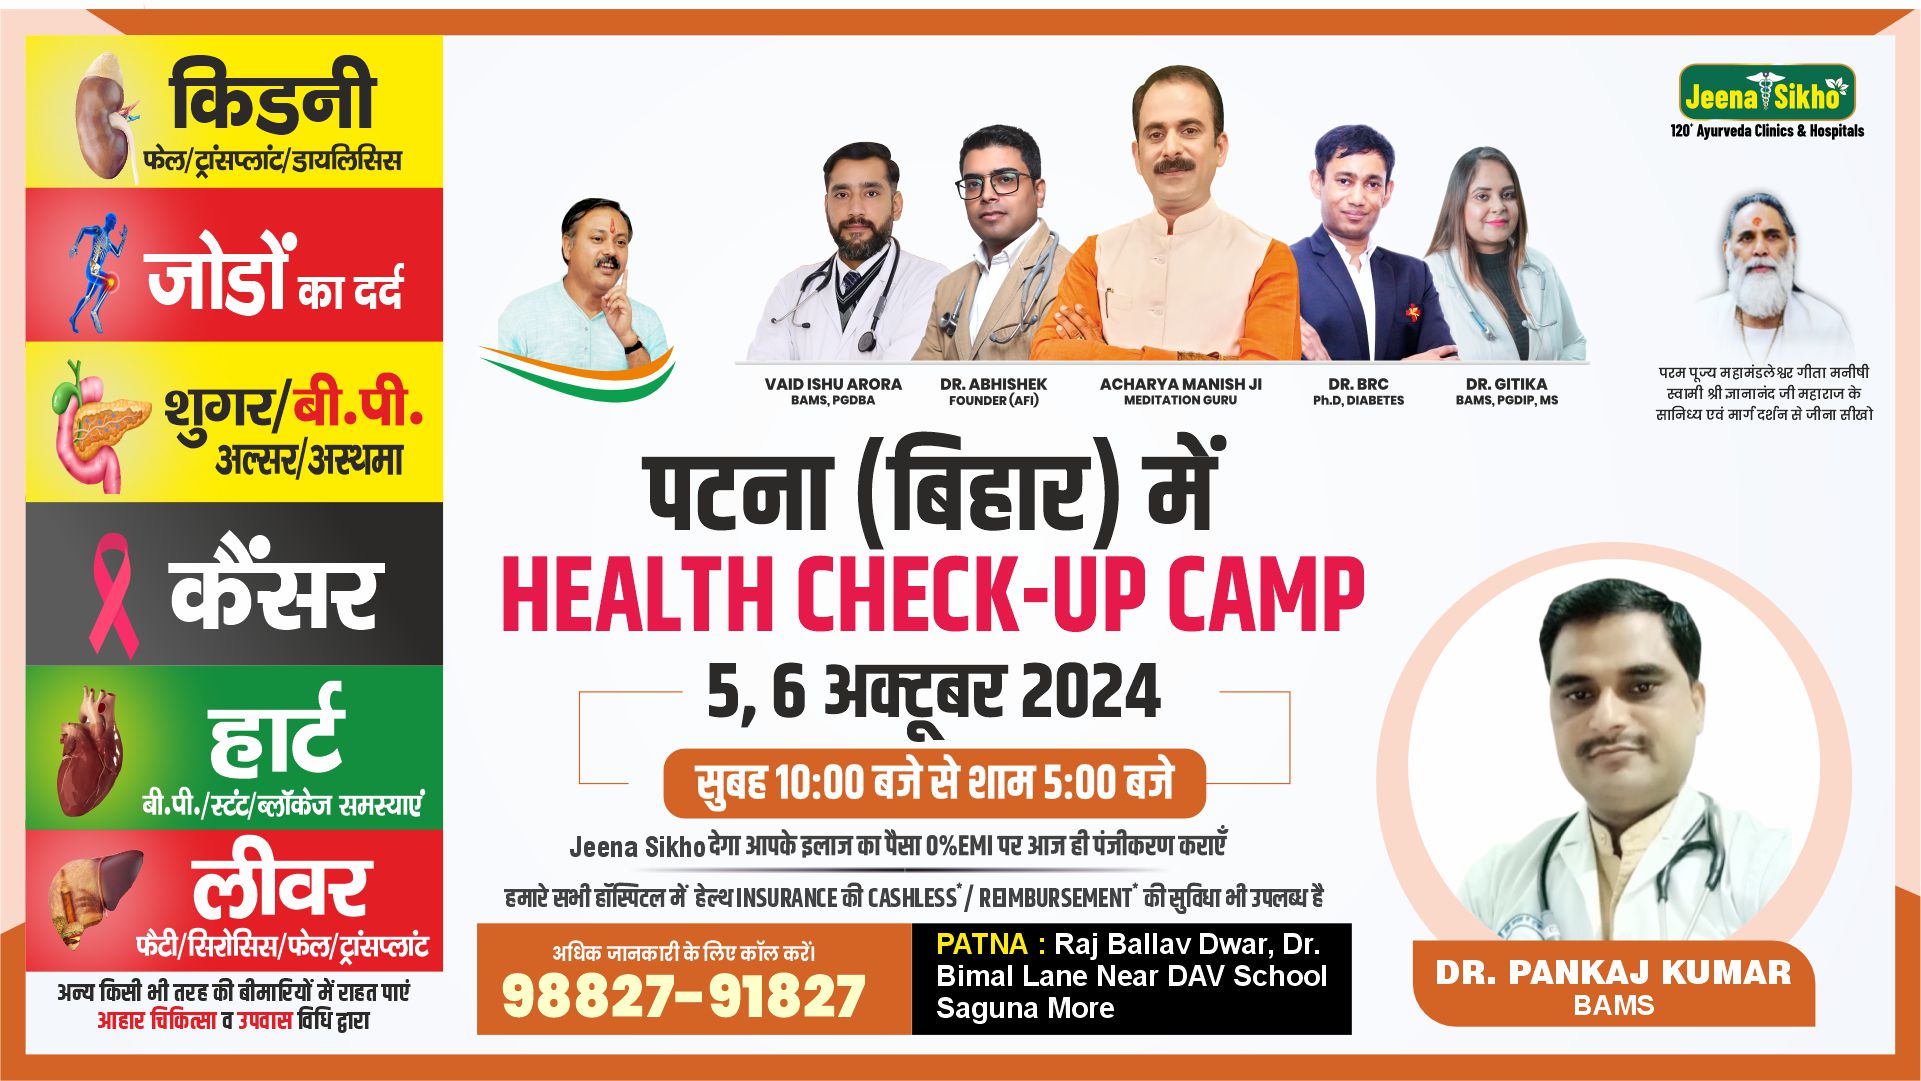 किडनी
फेल/ट्रांसप्लांट/डायलिसिस
जोडों का दर्द
शुगर/बी.पी.
अल्सर/अस्थमा
कैंसर
हार्ट
बी.पी./स्टंट/ब्लॉकेज समस्याएं
लीवर
फैटी/सिरोसिस/फेल/ट्रांसप्लांट
अन्य किसी भी तरह की बीमारियों में राहत पाएं
आहार चिकित्सा व उपवास विधि द्वारा
Jeena Sikho
120+ Ayurveda Clinics & Hospitals
VAID ISHU ARORA
BAMS, PGDBA
DR. ABHISHEK
FOUNDER (AFI)
ACHARYA MANISH JI
MEDITATION GURU
DR. BRC
Ph.D, DIABETES
DR. GITIKA
BAMS, PGDIP, MS
परम पूज्य महामंडलेश्वर गीता मनीषी
स्वामी श्री ज्ञानानंद जी महाराज के
सानिध्य एवं मार्ग दर्शन से जीना सीखो
पटना (बिहार) में
HEALTH CHECK-UP CAMP
5, 6 अक्टूबर 2024
सुबह 10:00 बजे से शाम 5:00 बजे
Jeena Sikho देगा आपके इलाज का पैसा 0%EMI पर आज ही पंजीकरण कराएँ
हमारे सभी हॉस्पिटल में हेल्थ INSURANCE की CASHLESS* / REIMBURSEMENT* की सुविधा भी उपलब्ध है
अधिक जानकारी के लिए कॉल करें।
98827-91827
PATNA : Raj Ballav Dwar, Dr.
Bimal Lane Near DAV School
Saguna More
DR. PANKAJ KUMAR
BAMS